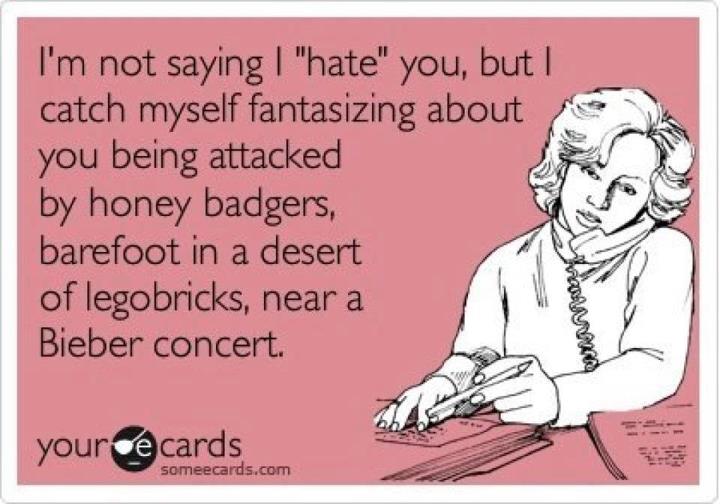 I'm not saying I "hate" you, but I
catch myself fantasizing about
you being attacked
by honey badgers,
barefoot in a desert
of legobricks, near a
Bieber concert.
your e cards
someecards.com